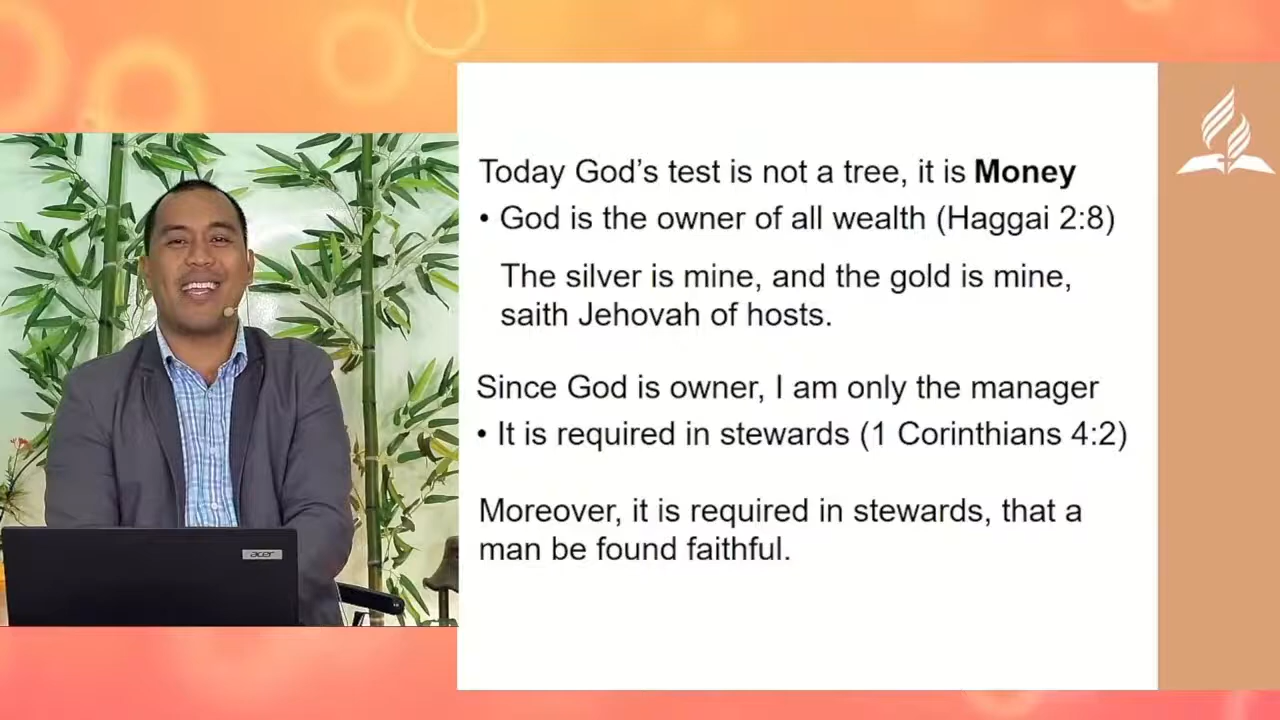 Today God's test is not a tree, it is Money
• God is the owner of all wealth (Haggai 2:8)
The silver is mine, and the gold is mine,
saith Jehovah of hosts.
Since God is owner, I am only the manager
• It is required in stewards (1 Corinthians 4:2)
Moreover, it is required in stewards, that a
man be found faithful.
acer